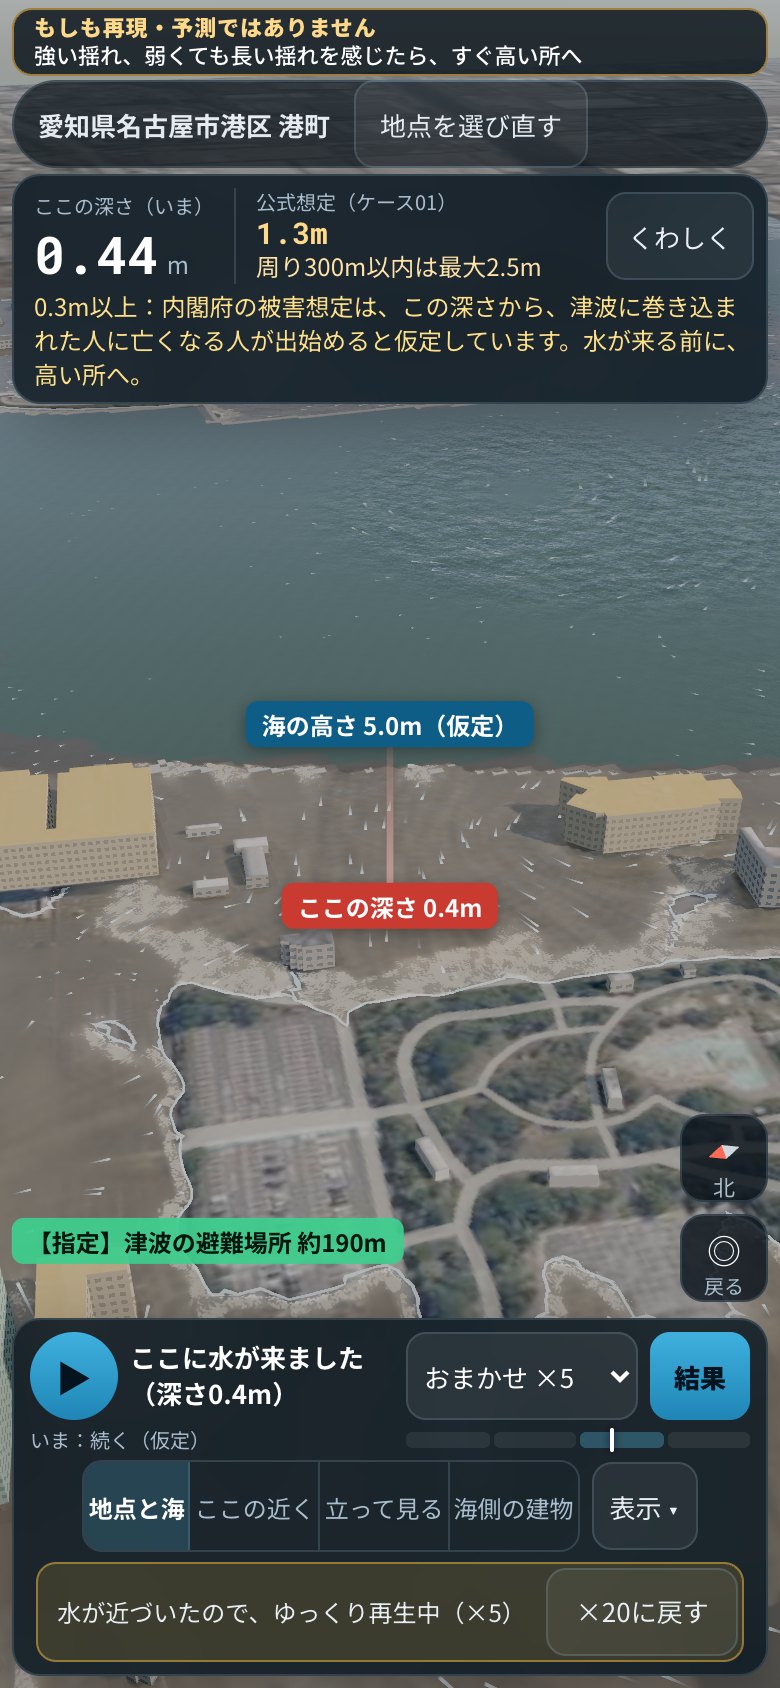 もしも再現・予測ではありません
強い揺れ、弱くても長い揺れを感じたら、すぐ高い所へ
愛知県名古屋市港区 港町
地点を選び直す
ここの深さ（いま）
0.44 m
公式想定（ケース01）
1.3m
周り300m以内は最大2.5m
くわしく
0.3m以上：内閣府の被害想定は、この深さから、津波に巻き込ま
れた人に亡くなる人が出始めると仮定しています。水が来る前に、
高い所へ。
海の高さ 5.0m（仮定）
ここの深さ 0.4m
北
【指定】津波の避難場所 約190m
戻る
ここに水が来ました
（深さ0.4m）
おまかせ ×5
結果
いま：続く（仮定）
地点と海
ここの近く
立って見る
海側の建物
表示 ▾
水が近づいたので、ゆっくり再生中（×5）
×20に戻す